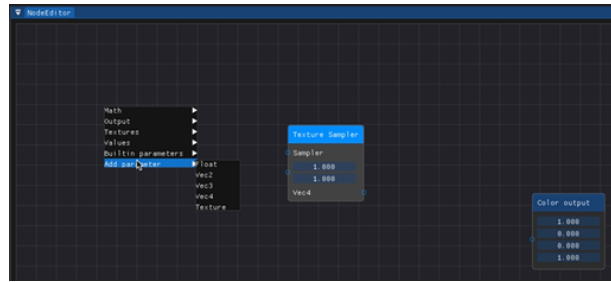 NodeEditor
Math
Output
Textures
Values
Builtin parameters
Add parameter
Float
Vec2
Vec3
Vec4
Texture
Texture Sampler
Sampler
1.000
1.000
Vec4
Color output
1.000
0.000
0.000
1.000